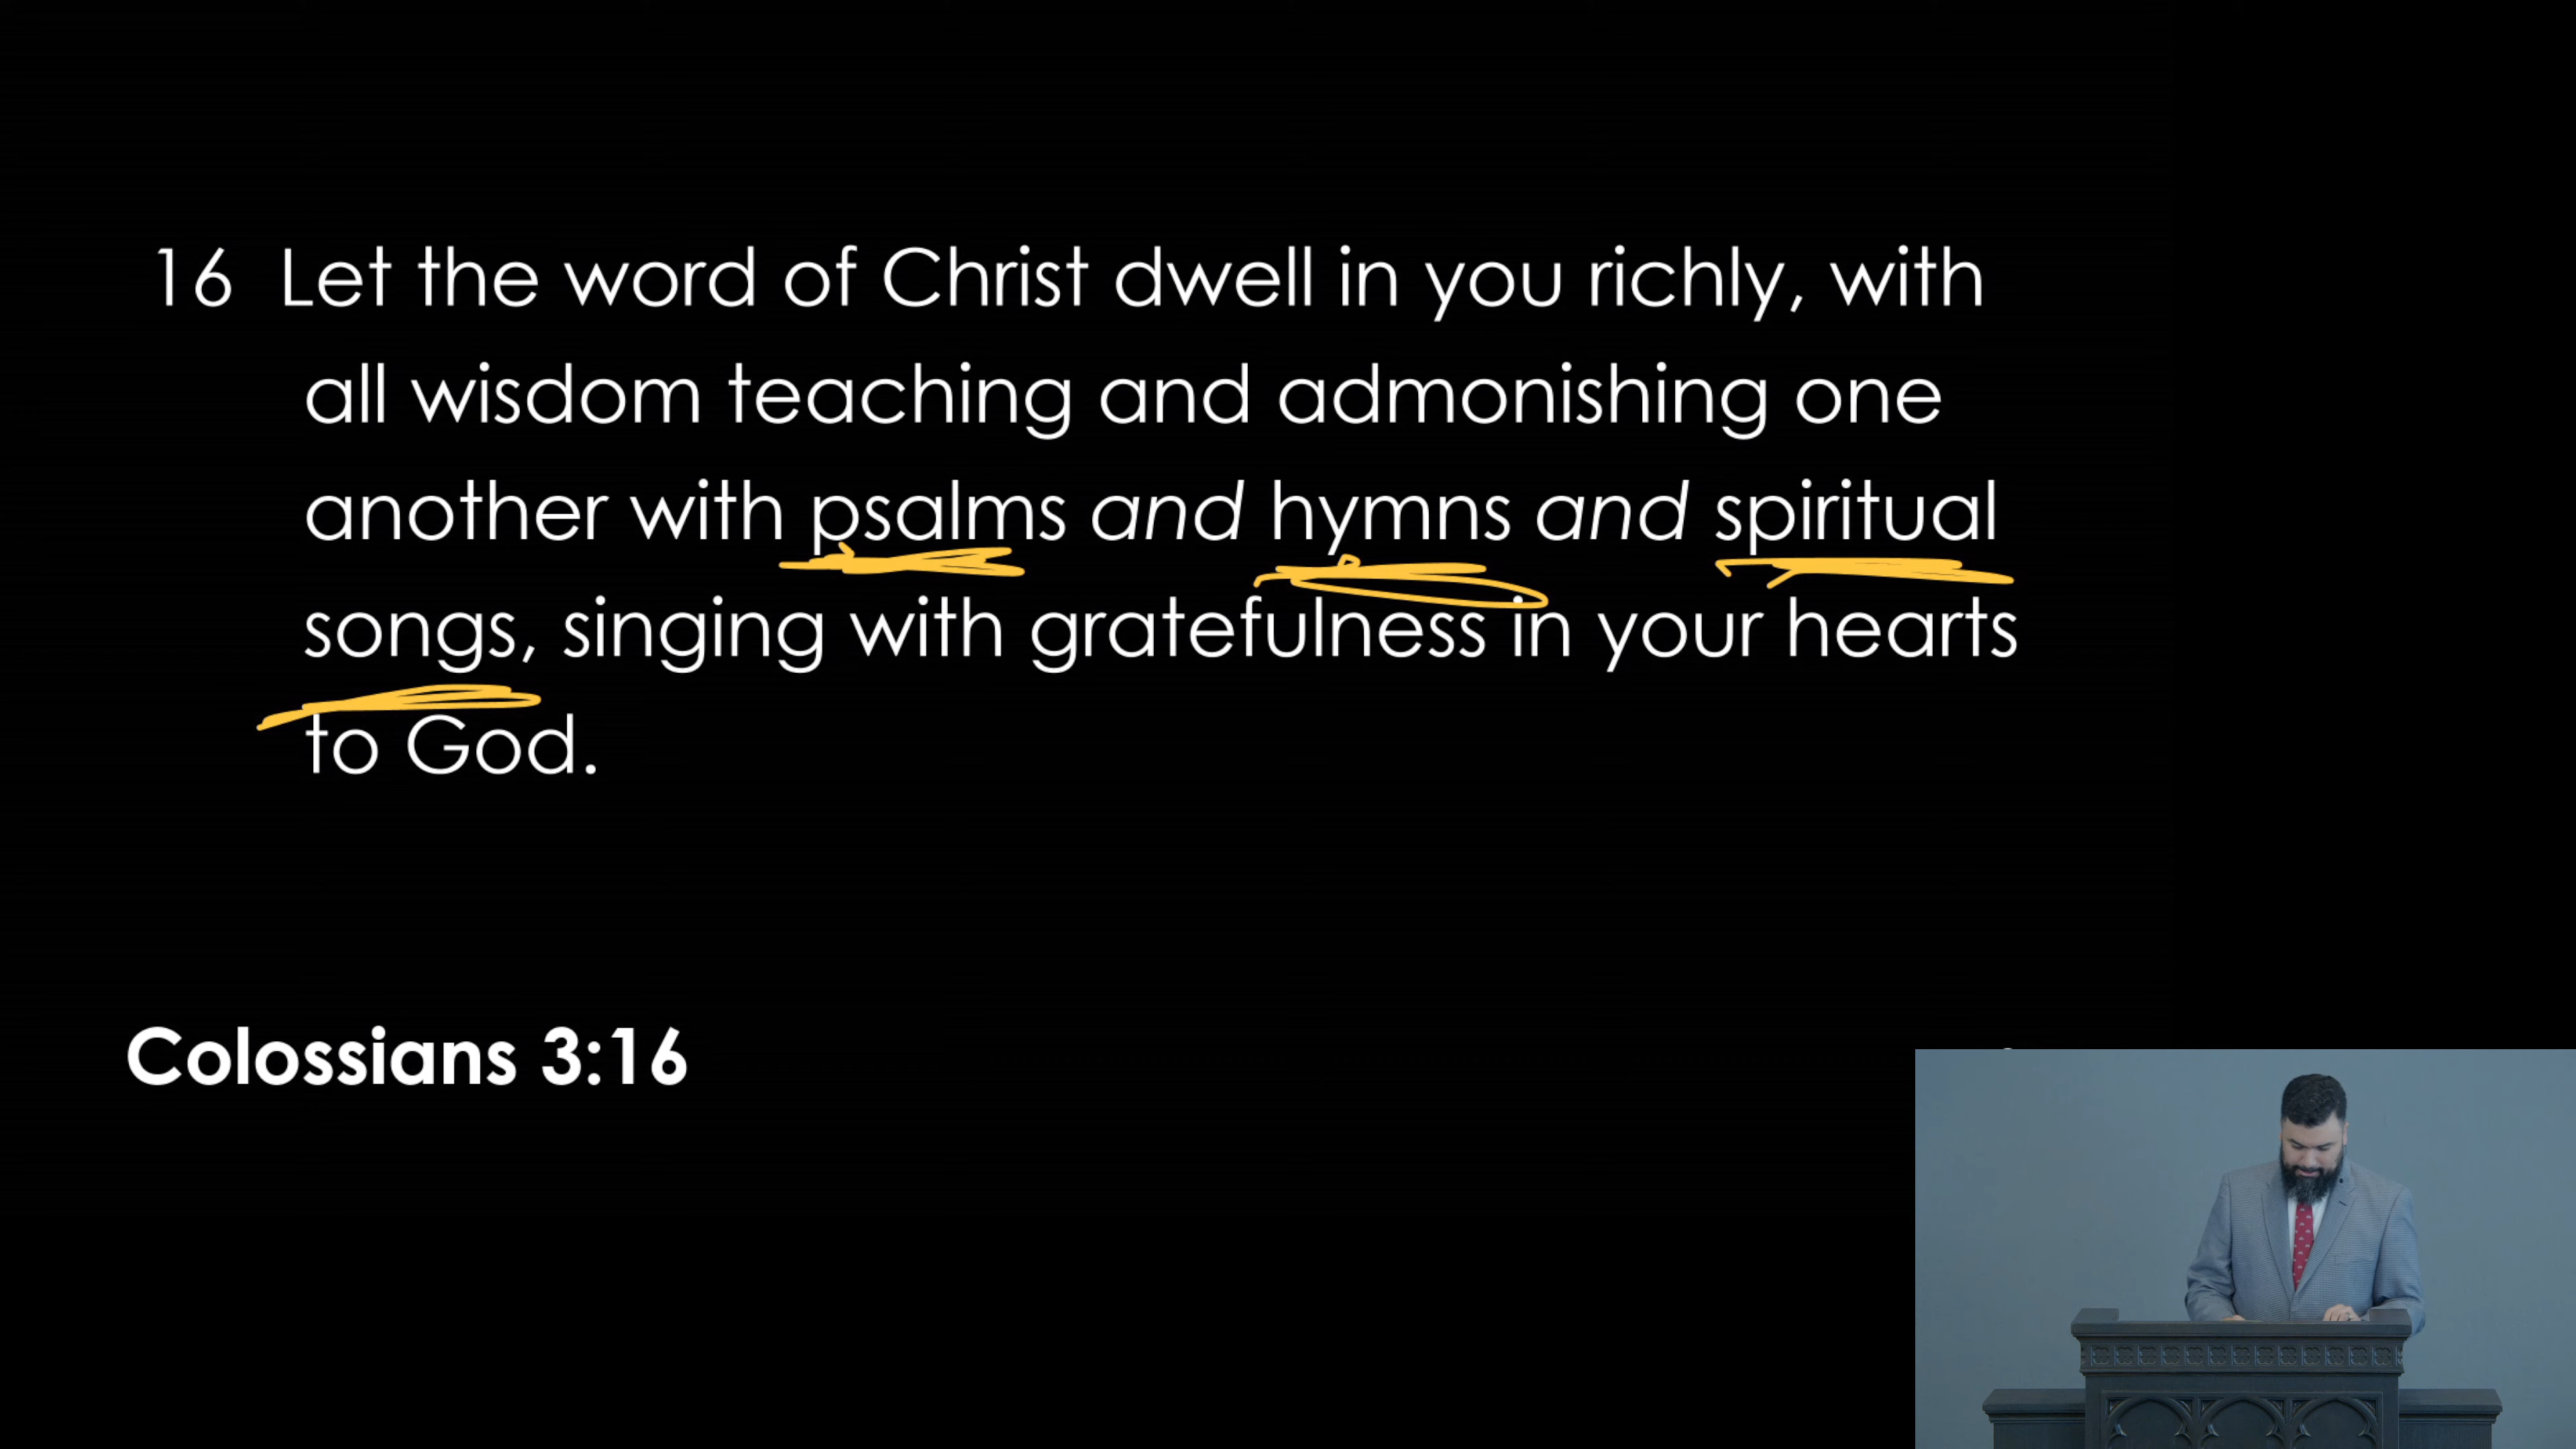 16 Let the word of Christ dwell in you richly, with
all wisdom teaching and admonishing one
another with psalms and hymns and spiritual
songs, singing with gratefulness in your hearts
to God.
Colossians 3:16